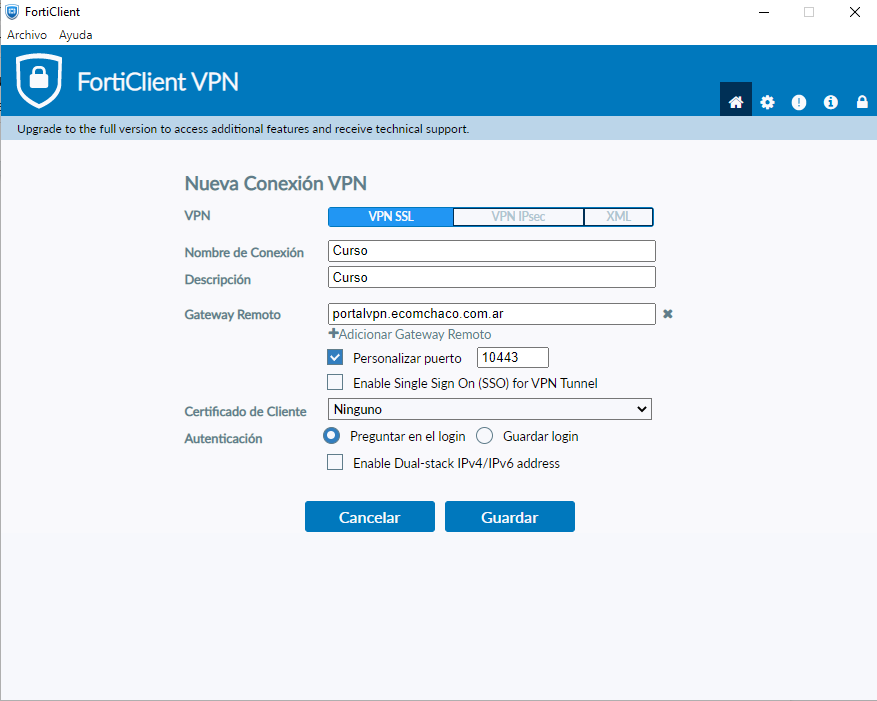 FortiClient
Archivo Ayuda
FortiClient VPN
Upgrade to the full version to access additional features and receive technical support.
Nueva Conexión VPN
VPN VPN SSL VPN IPsec XML
Nombre de Conexión Curso
Descripción Curso
Gateway Remoto portalvpn.ecomchaco.com.ar
+Adicionar Gateway Remoto
Personalizar puerto 10443
Enable Single Sign On (SSO) for VPN Tunnel
Certificado de Cliente Ninguno
Autenticación Preguntar en el login Guardar login
Enable Dual-stack IPv4/IPv6 address
Cancelar Guardar